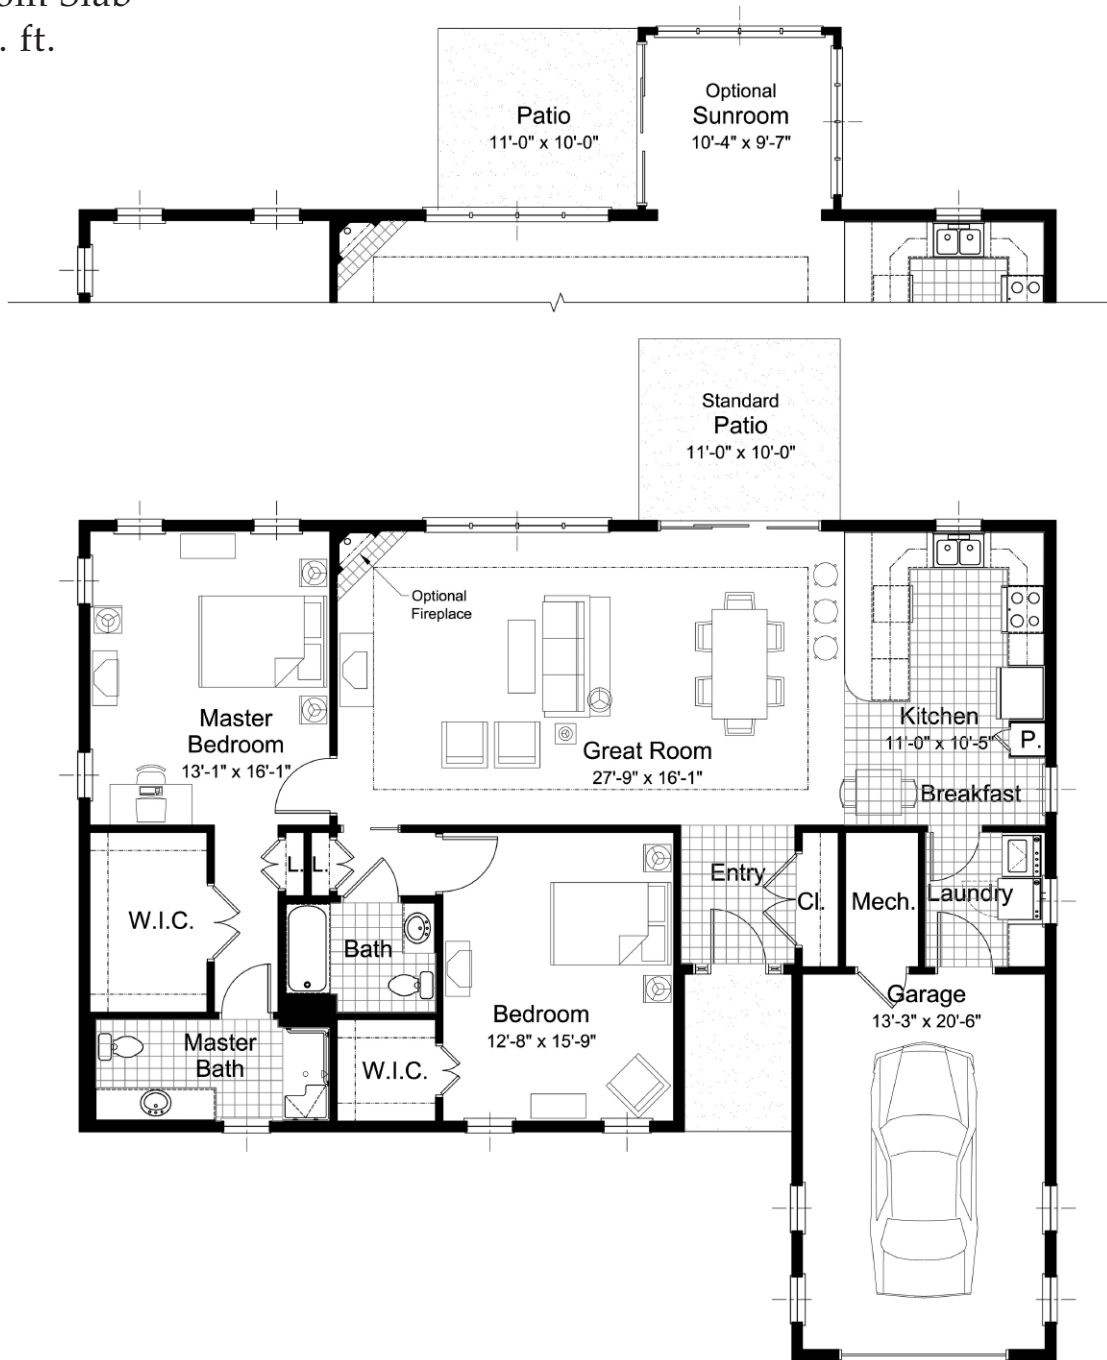 Slab
. ft.
Optional
Sunroom
10'-4" x 9'-7"
Patio
11'-0" x 10'-0"
Standard
Patio
11'-0" x 10'-0"
Optional
Fireplace
Master
Bedroom
13'-1" x 16'-1"
Great Room
27'-9" x 16'-1"
Kitchen
11'-0" x 10'-5"
P.
Breakfast
W.I.C.
L.
L.
Bath
Entry
Cl.
Mech.
Laundry
Master
Bath
W.I.C.
Bedroom
12'-8" x 15'-9"
Garage
13'-3" x 20'-6"